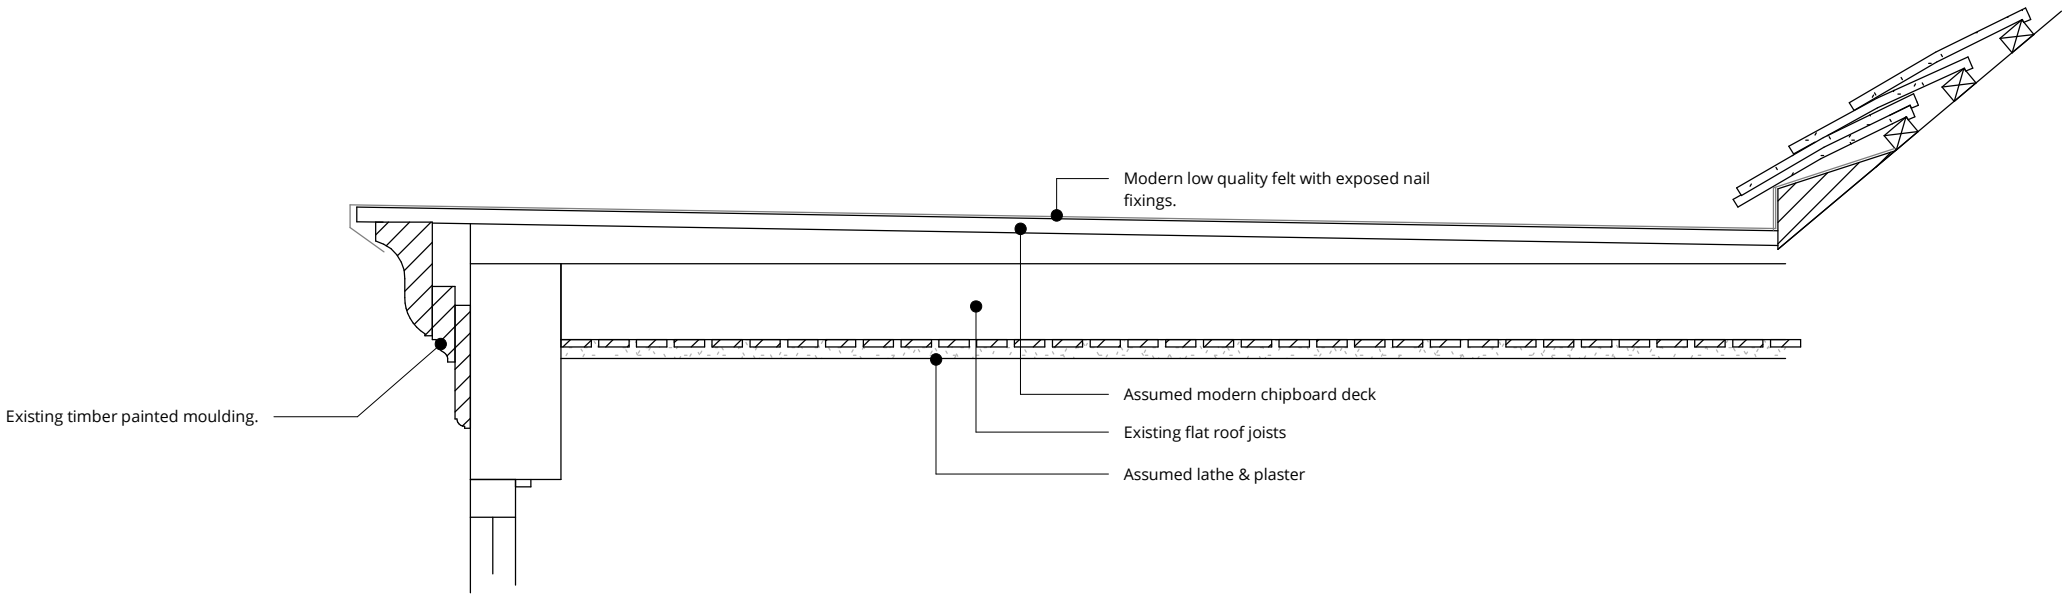 Modern low quality felt with exposed nail
fixings.
Assumed modern chipboard deck
Existing timber painted moulding.
Existing flat roof joists
Assumed lathe & plaster